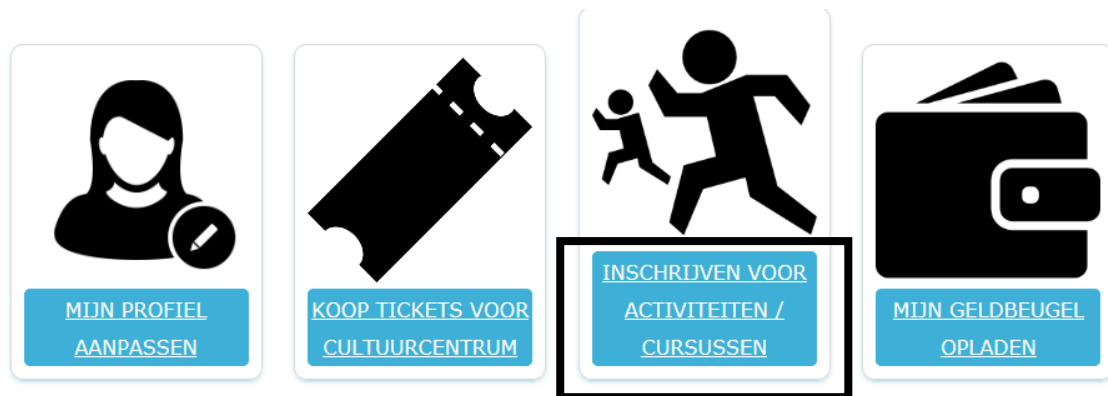 MIJN PROFIEL
AANPASSEN
KOOP TICKETS VOOR
CULTUURCENTRUM
INSCHRIJVEN VOOR
ACTIVITEITEN /
CURSUSSEN
MIJN GELDBEUGEL
OPLADEN